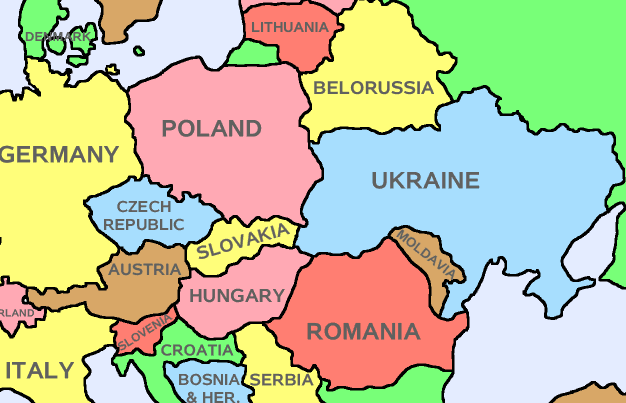 DENMARK
LITHUANIA
BELORUSSIA
POLAND
GERMANY
UKRAINE
CZECH
REPUBLIC
SLOVAKIA
MOLDAVIA
AUSTRIA
HUNGARY
RLAND
SLOVENIA
ROMANIA
CROATIA
ITALY
BOSNIA
& HER.
SERBIA